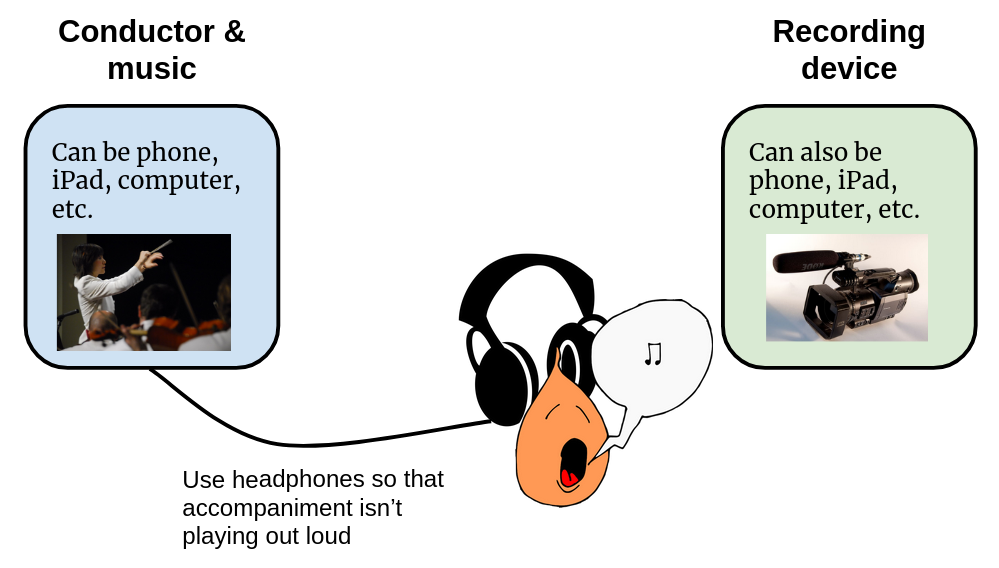 Conductor &
music
Recording
device
Can be phone,
iPad, computer,
etc.
Can also be
phone, iPad,
computer, etc.
Use headphones so that
accompaniment isn’t
playing out loud